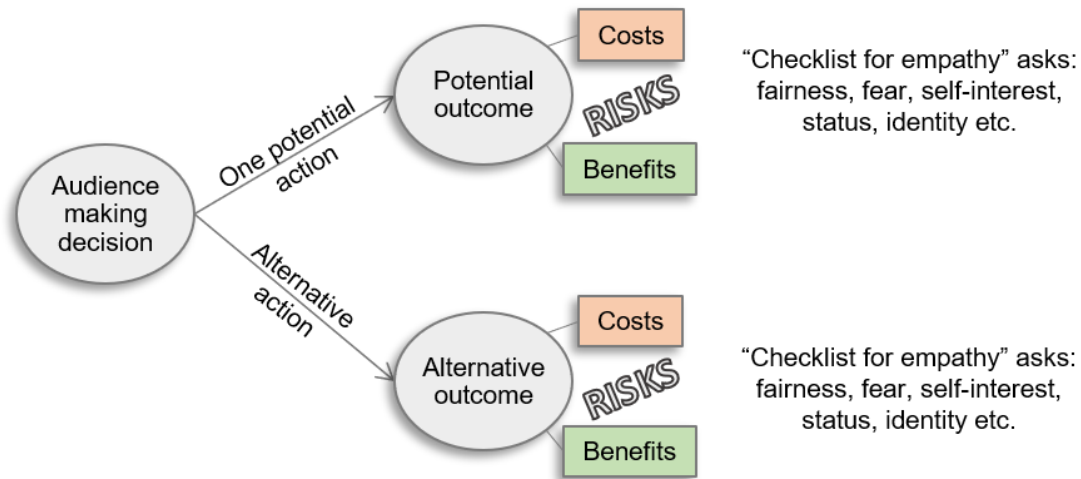 Audience
making
decision
One potential
action
Potential
outcome
Costs
RISKS
Benefits
“Checklist for empathy” asks:
fairness, fear, self-interest,
status, identity etc.
Alternative
action
Alternative
outcome
Costs
RISKS
Benefits
“Checklist for empathy” asks:
fairness, fear, self-interest,
status, identity etc.